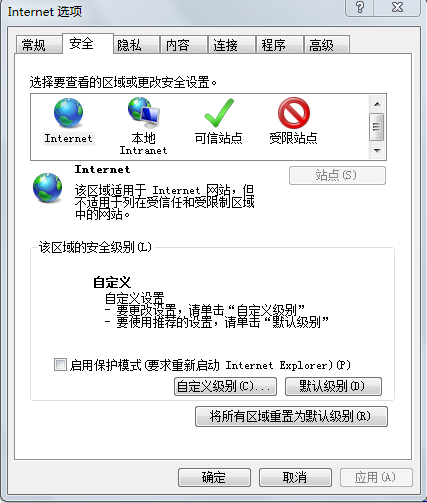 Internet 选项
常规 安全 隐私 内容 连接 程序 高级
选择要查看的区域或更改安全设置。
Internet 本地 Intranet 可信站点 受限站点
Internet
站点(S)
该区域适用于 Internet 网站，但
不适用于列在受信任和受限制区域
中的网站。
该区域的安全级别(L)
自定义
自定义设置
- 要更改设置，请单击“自定义级别”
- 要使用推荐的设置，请单击“默认级别”
启用保护模式(要求重新启动 Internet Explorer)(P)
自定义级别(C)... 默认级别(D)
将所有区域重置为默认级别(R)
确定 取消 应用(A)